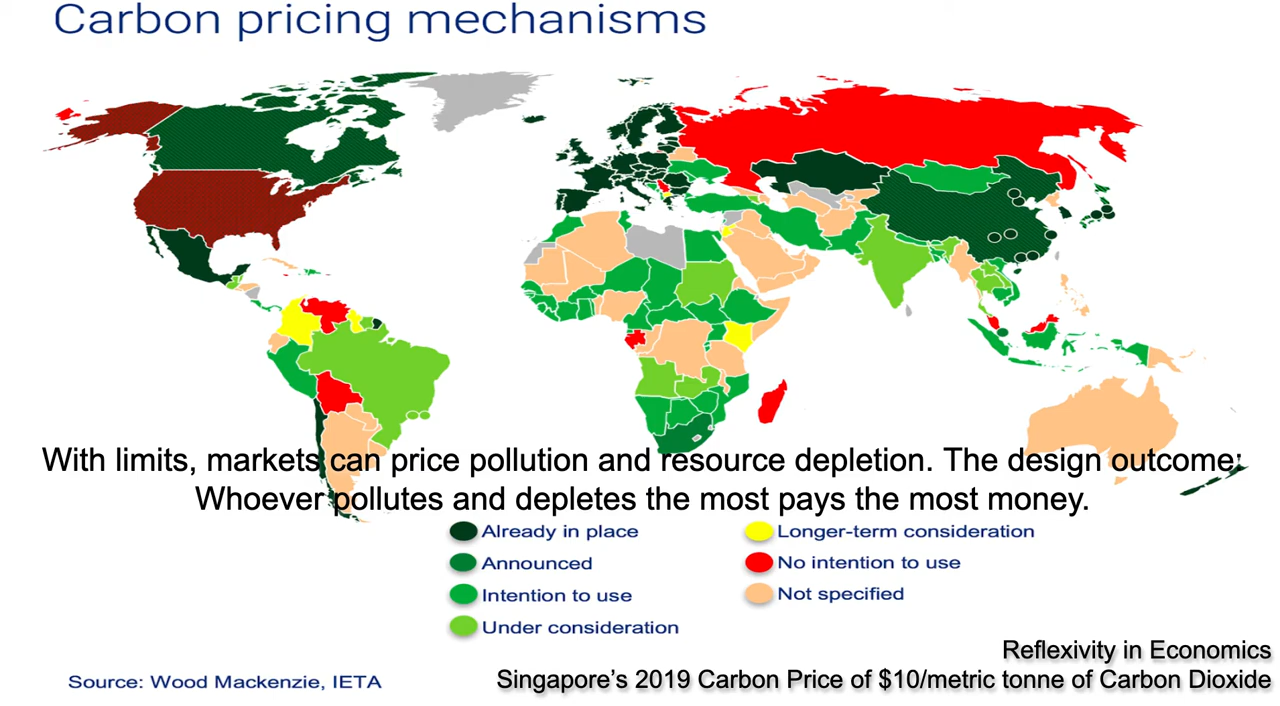 Carbon pricing mechanisms
With limits, markets can price pollution and resource depletion. The design outcome:
Whoever pollutes and depletes the most pays the most money.
Already in place
Announced
Intention to use
Under consideration
Longer-term consideration
No intention to use
Not specified
Reflexivity in Economics
Source: Wood Mackenzie, IETA
Singapore’s 2019 Carbon Price of $10/metric tonne of Carbon Dioxide